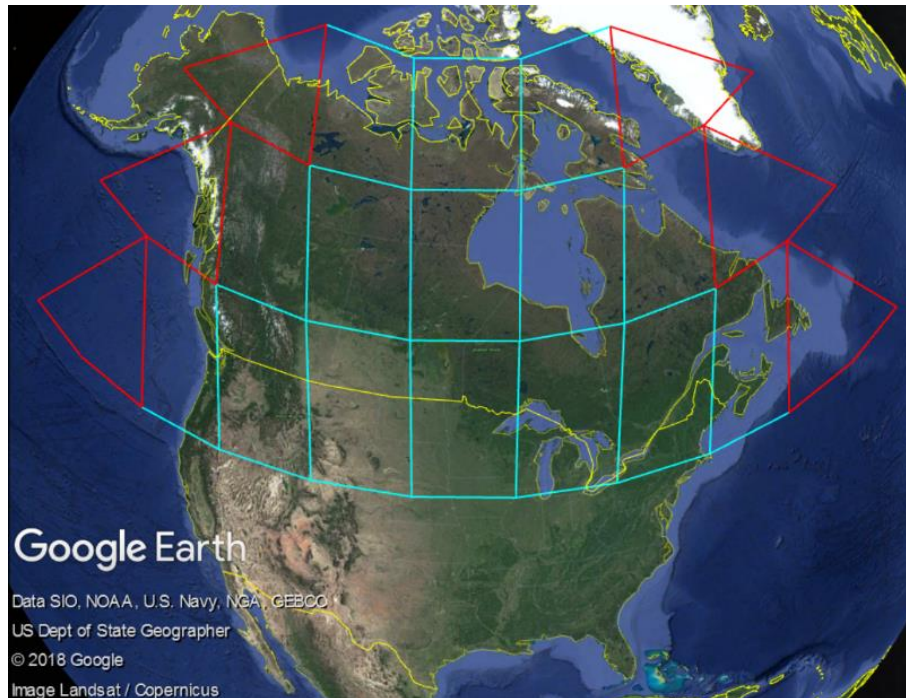 Google Earth
Data SIO, NOAA, U.S. Navy, NGA, GEBCO
US Dept of State Geographer
© 2018 Google
Image Landsat / Copernicus